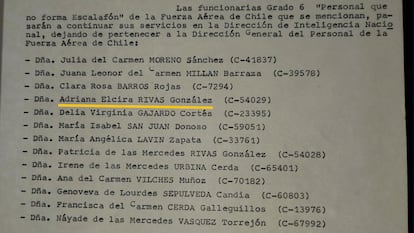 Las funcionarias Grado 6 "Personal que
no forma Escalafón" de la Fuerza Aérea de Chile que se mencionan, pa-
sarán a continuar sus servicios en la Dirección de Inteligencia Nacio
nal, dejando de pertenecer a la Dirección General del Personal de la
Fuerza Aérea de Chile:
- Dña. Julia del Carmen MORENO Sánchez (C-41837)
- Dña. Juana Leonor del Carmen MILLAN Barraza (C-39578)
- Dña. Clara Rosa BARROS Rojas (C-7294)
- Dña. Adriana Elcira RIVAS González (C-54029)
- Dña. Delia Virginia GAJARDO Cortés (C-23395)
- Dña. María Isabel SAN JUAN Donoso (C-59051)
- Dña. María Angélica LAVIN Zapata (C-33761)
- Dña. Patricia de las Mercedes RIVAS González (C-54028)
- Dña. Irene de las Mercedes URBINA Cerda (C-65401)
- Dña. Ana del Carmen VILCHES Muñoz (C-70182)
- Dña. Genoveva de Lourdes SEPULVEDA Candia (C-60803)
- Dña. Francisca del Carmen CERDA Galleguillos (C-13976)
- Dña. Náyade de las Mercedes VASQUEZ Torrejón (C-67992)